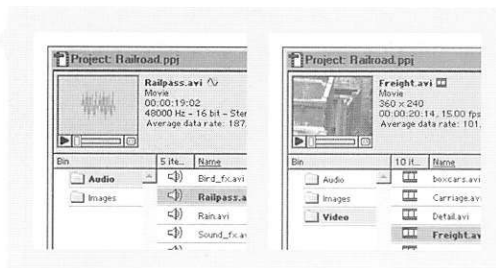 Project: Railroad.ppj
Railpass.avi
Movie
00:00:19:02
48000 Hz – 16 bit – Ster
Average data rate: 187.
Bin
5 ite...
Name
Audio
Bird_fx.avi
Images
Railpass.a
Rain.avi
Sound_fx.av
Project: Railroad.ppj
Freight.avi
Movie
360 x 240
00:00:20:14, 15.00 fps
Average data rate: 101.
Bin
10 it...
Name
Audio
boxcars.avi
Images
Carriage.avi
Video
Detail.avi
Freight.av